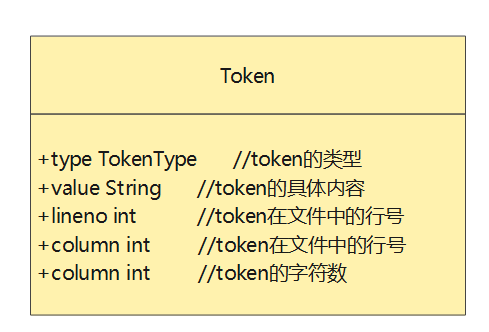 Token
+type TokenType //token的类型
+value String //token的具体内容
+lineno int //token在文件中的行号
+column int //token在文件中的行号
+column int //token的字符数